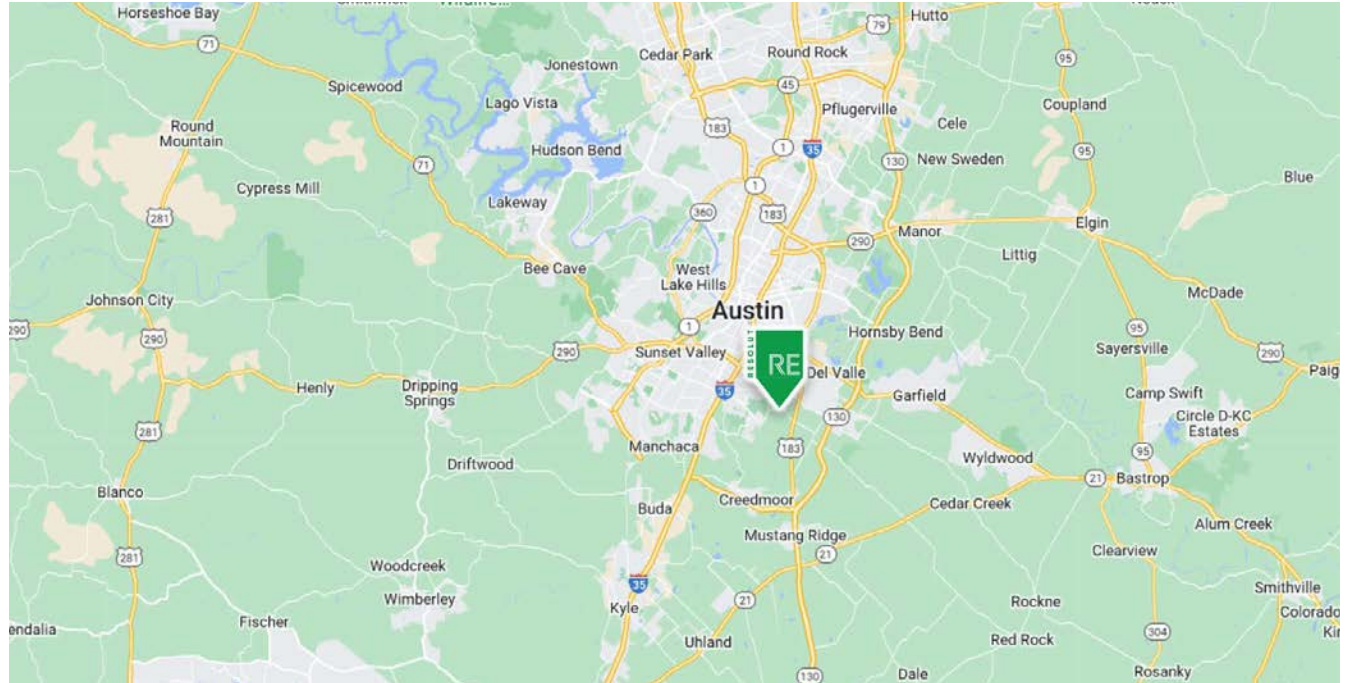 Horseshoe Bay
Hutto
79
71
Cedar Park
Round Rock
95
Jonestown
45
Spicewood
Coupland
Lago Vista
Pflugerville
Round
Mountain
183
Cele
Hudson Bend
1
35
95
71
130
New Sweden
Blue
Cypress Mill
1
Lakeway
360
183
281
Elgin
Manor
290
Littig
Bee Cave
West
Lake Hills
McDade
Johnson City
Austin
290
1
Hornsby Bend
95
290
290
Sunset Valley
RESOLUT
RE
Sayersville
290
Del Valle
Paig
Henly
Dripping
Springs
35
Garfield
Camp Swift
130
Circle D-KC
Estates
281
Manchaca
183
95
Driftwood
Wyldwood
21
Bastrop
Blanco
Creedmoor
Cedar Creek
Buda
Alum Creek
Mustang Ridge
281
21
Clearview
Woodcreek
35
Smithville
Wimberley
21
Rockne
Kyle
Colorado
Fischer
endalia
304
Kin
Uhland
Red Rock
130
Dale
Rosanky